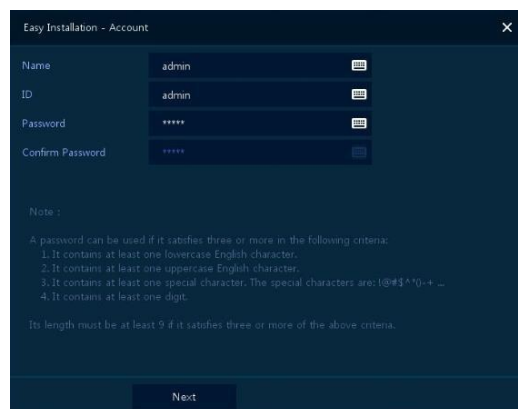 Easy Installation - Account
Name admin
ID admin
Password *****
Confirm Password *****
Note :
A password can be used if it satisfies three or more in the following criteria:
1. It contains at least one lowercase English character.
2. It contains at least one uppercase English character.
3. It contains at least one special character. The special characters are: !@#$^*()-+ ...
4. It contains at least one digit.
Its length must be at least 9 if it satisfies three or more of the above criteria.
Next